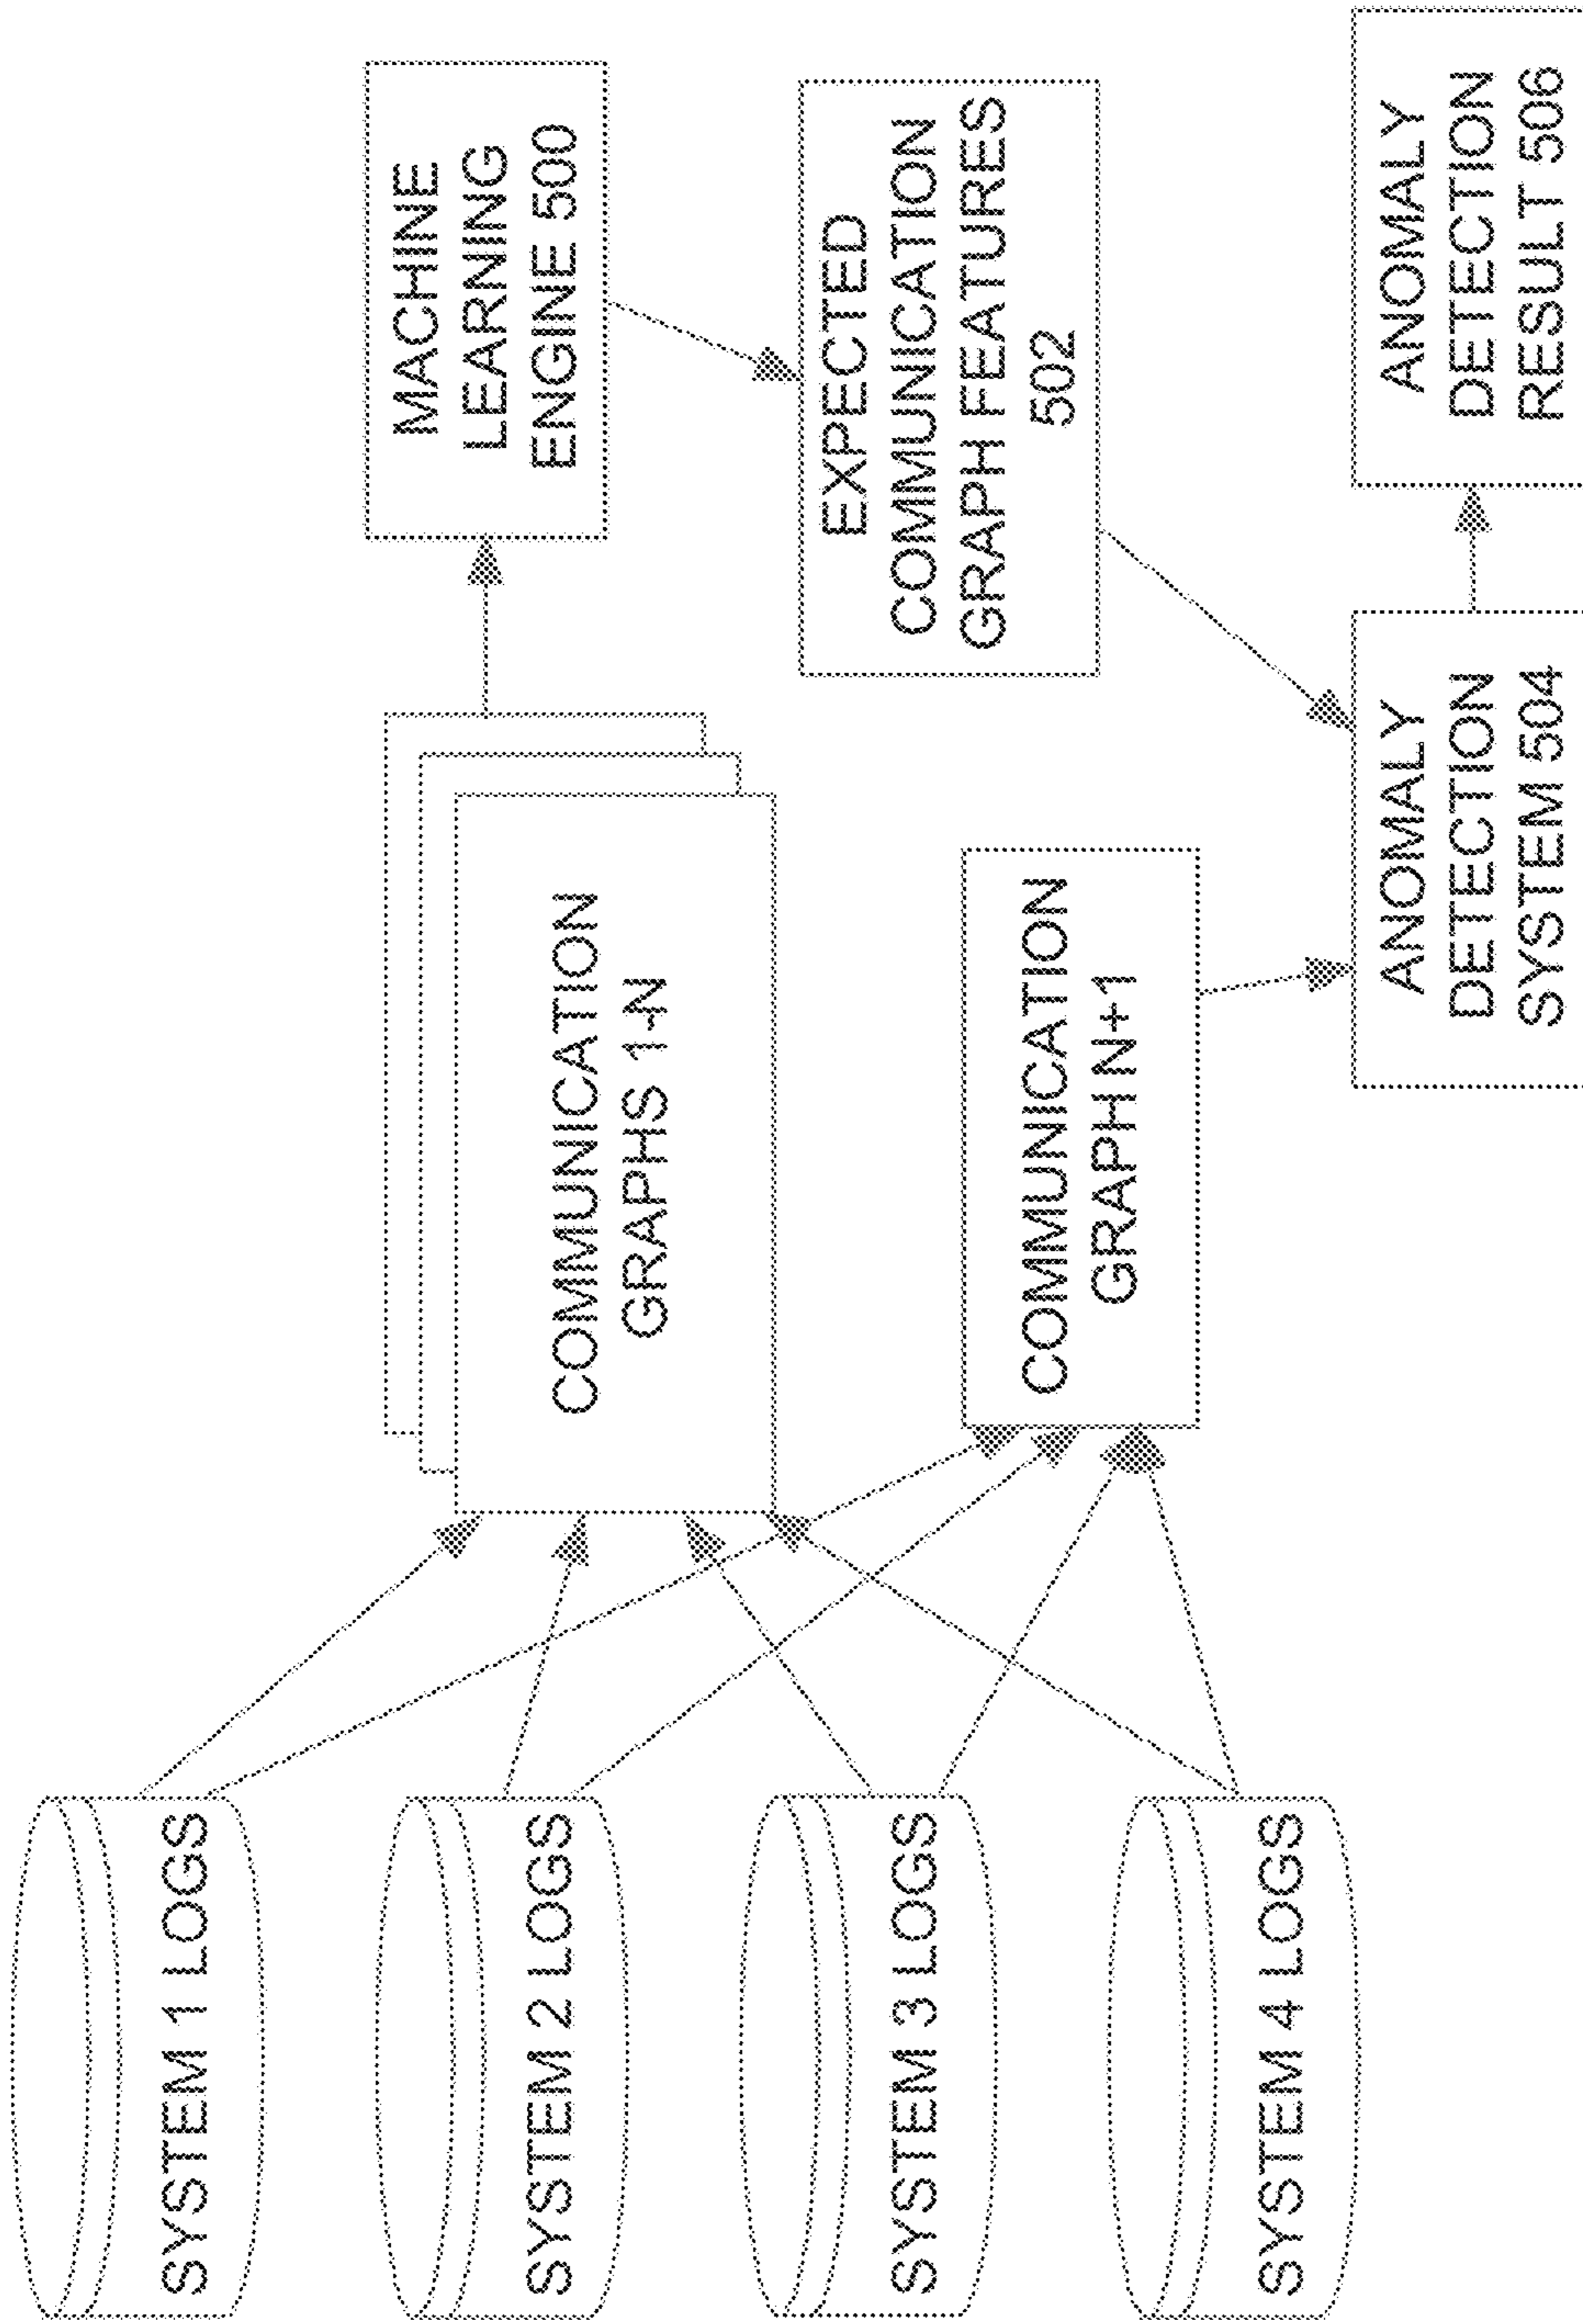 SYSTEM 1 LOGS
SYSTEM 2 LOGS
SYSTEM 3 LOGS
SYSTEM 4 LOGS
COMMUNICATION
GRAPHS 1-N
COMMUNICATION
GRAPH N+1
MACHINE
LEARNING
ENGINE 500
EXPECTED
COMMUNICATION
GRAPH FEATURES
502
ANOMALY
DETECTION
SYSTEM 504
ANOMALY
DETECTION
RESULT 506